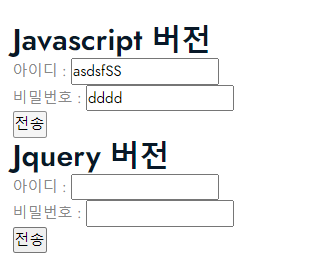 Javascript 버전
아이디 : asdsfSS
비밀번호 : dddd
전송
Jquery 버전
아이디 :
비밀번호 :
전송